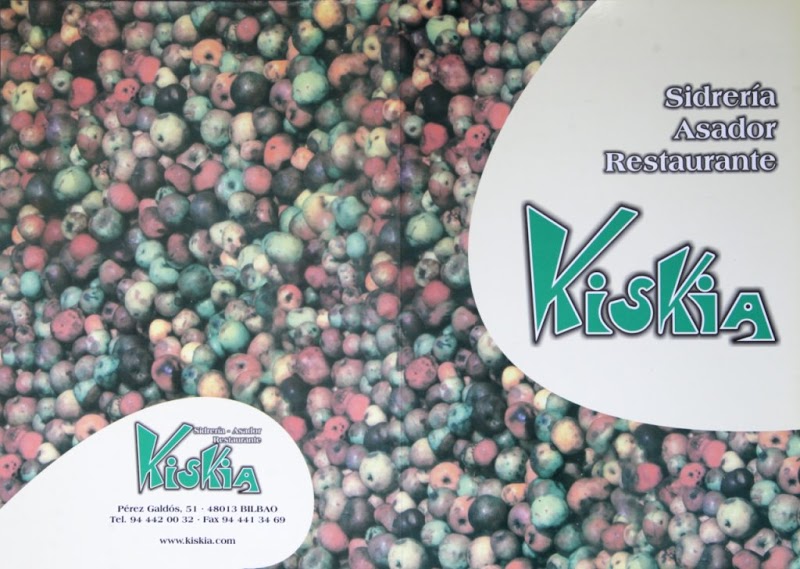 Sidrería
Asador
Restaurante
Kiskia
Sidrería - Asador
Restaurante
Kiskia
Pérez Galdós, 51 · 48013 BILBAO
Tel. 94 442 00 32 · Fax 94 441 34 69
www.kiskia.com